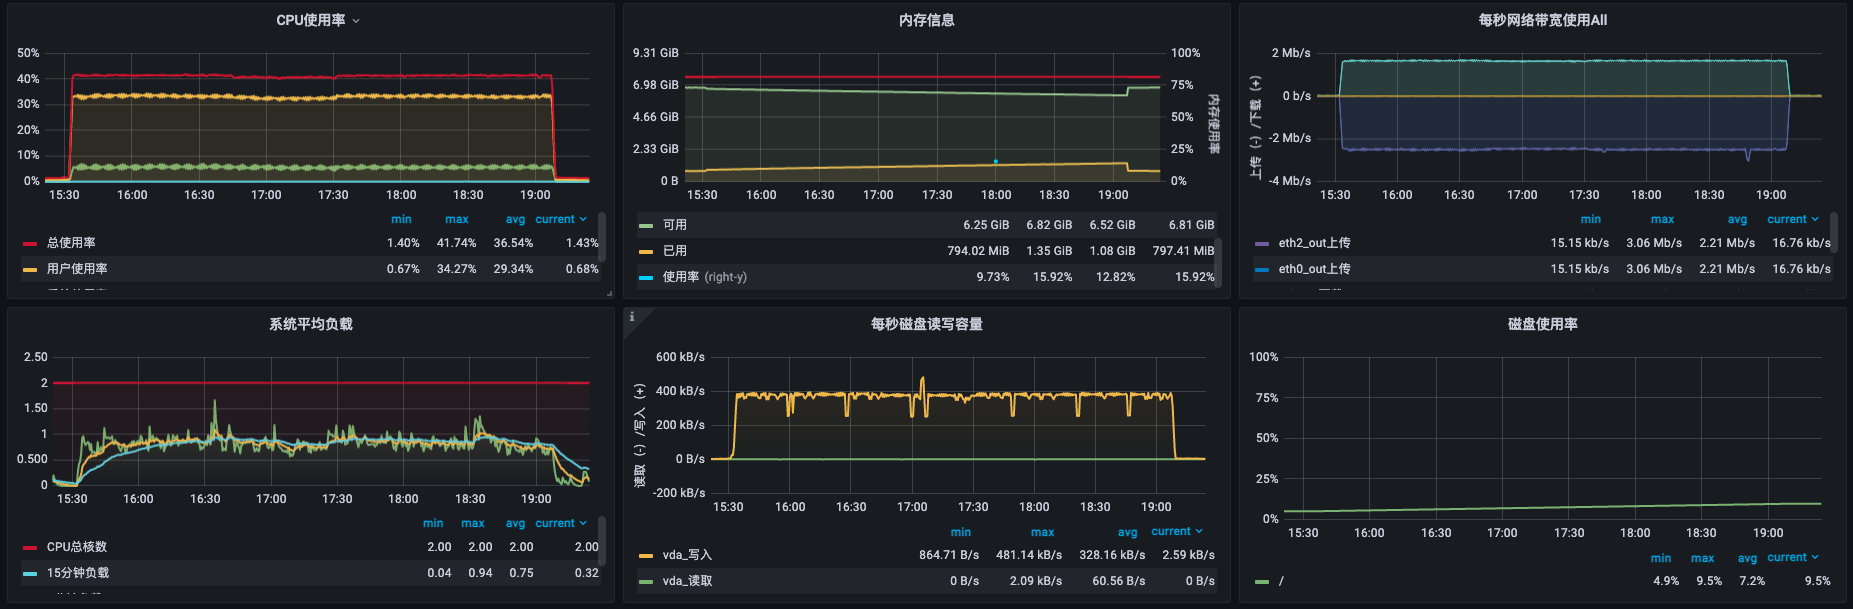 CPU使用率
50%
40%
30%
20%
10%
0%
15:30 16:00 16:30 17:00 17:30 18:00 18:30 19:00
min max avg current
总使用率 1.40% 41.74% 36.54% 1.43%
用户使用率 0.67% 34.27% 29.34% 0.68%
内存信息
9.31 GiB 100%
6.98 GiB 75%
4.66 GiB 50%
2.33 GiB 25%
0 B 0%
内存使用率
15:30 16:00 16:30 17:00 17:30 18:00 18:30 19:00
可用 6.25 GiB 6.82 GiB 6.52 GiB 6.81 GiB
已用 794.02 MiB 1.35 GiB 1.08 GiB 797.41 MiB
使用率 (right-y) 9.73% 15.92% 12.82% 15.92%
每秒网络带宽使用All
上传 (-) /下载 (+)
2 Mb/s
0 b/s
-2 Mb/s
-4 Mb/s
15:30 16:00 16:30 17:00 17:30 18:00 18:30 19:00
min max avg current
eth2_out上传 15.15 kb/s 3.06 Mb/s 2.21 Mb/s 16.76 kb/s
eth0_out上传 15.15 kb/s 3.06 Mb/s 2.21 Mb/s 16.76 kb/s
系统平均负载
2.50
2
1.50
1
0.500
0
15:30 16:00 16:30 17:00 17:30 18:00 18:30 19:00
min max avg current
CPU总核数 2.00 2.00 2.00 2.00
15分钟负载 0.04 0.94 0.75 0.32
i
每秒磁盘读写容量
读取 (-) /写入 (+)
600 kB/s
400 kB/s
200 kB/s
0 B/s
-200 kB/s
15:30 16:00 16:30 17:00 17:30 18:00 18:30 19:00
min max avg current
vda_写入 864.71 B/s 481.14 kB/s 328.16 kB/s 2.59 kB/s
vda_读取 0 B/s 2.09 kB/s 60.56 B/s 0 B/s
磁盘使用率
100%
75%
50%
25%
0%
15:30 16:00 16:30 17:00 17:30 18:00 18:30 19:00
min max avg current
/ 4.9% 9.5% 7.2% 9.5%